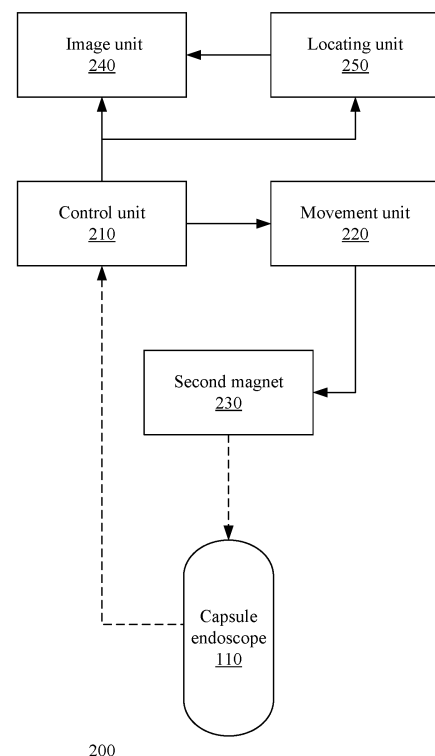 Image unit
240
Locating unit
250
Control unit
210
Movement unit
220
Second magnet
230
Capsule
endoscope
110
200